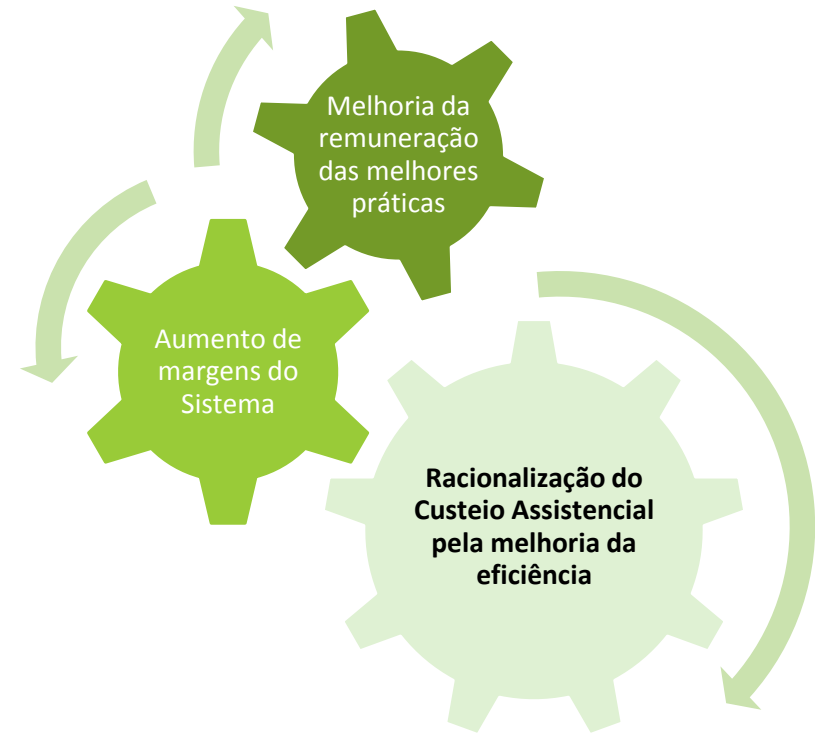 Melhoria da
remuneração
das melhores
práticas
Aumento de
margens do
Sistema
Racionalização do
Custeio Assistencial
pela melhoria da
eficiência